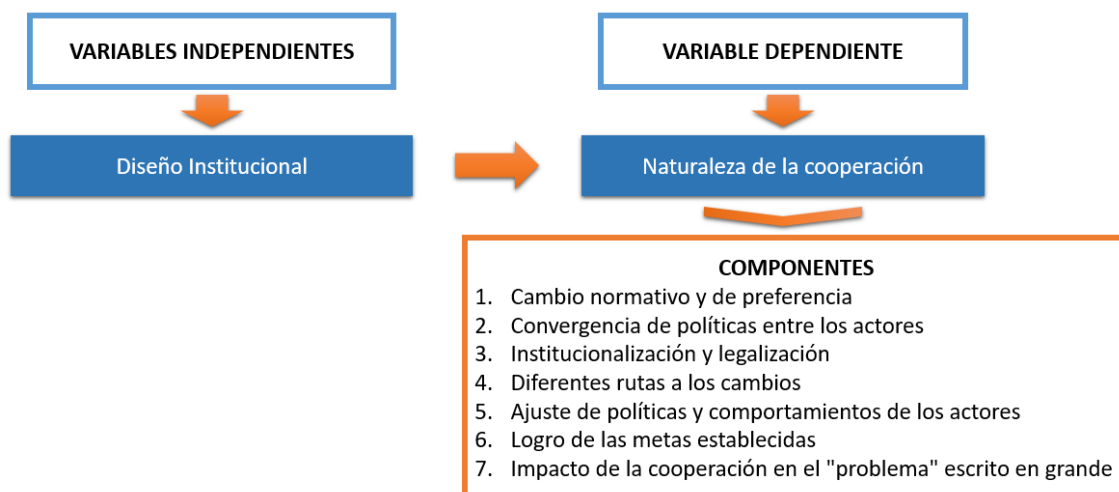 VARIABLES INDEPENDIENTES
VARIABLE DEPENDIENTE
Diseño Institucional
Naturaleza de la cooperación
COMPONENTES
1. Cambio normativo y de preferencia
2. Convergencia de políticas entre los actores
3. Institucionalización y legalización
4. Diferentes rutas a los cambios
5. Ajuste de políticas y comportamientos de los actores
6. Logro de las metas establecidas
7. Impacto de la cooperación en el "problema" escrito en grande